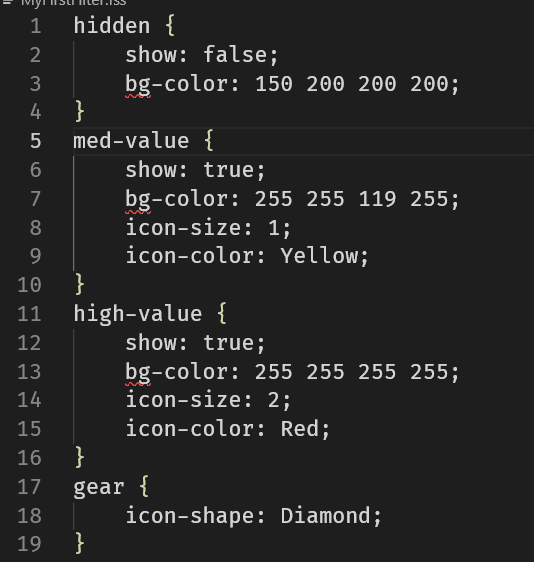 MyFirstFilter.iss
1 hidden {
2 show: false;
3 bg-color: 150 200 200 200;
4 }
5 med-value {
6 show: true;
7 bg-color: 255 255 119 255;
8 icon-size: 1;
9 icon-color: Yellow;
10 }
11 high-value {
12 show: true;
13 bg-color: 255 255 255 255;
14 icon-size: 2;
15 icon-color: Red;
16 }
17 gear {
18 icon-shape: Diamond;
19 }